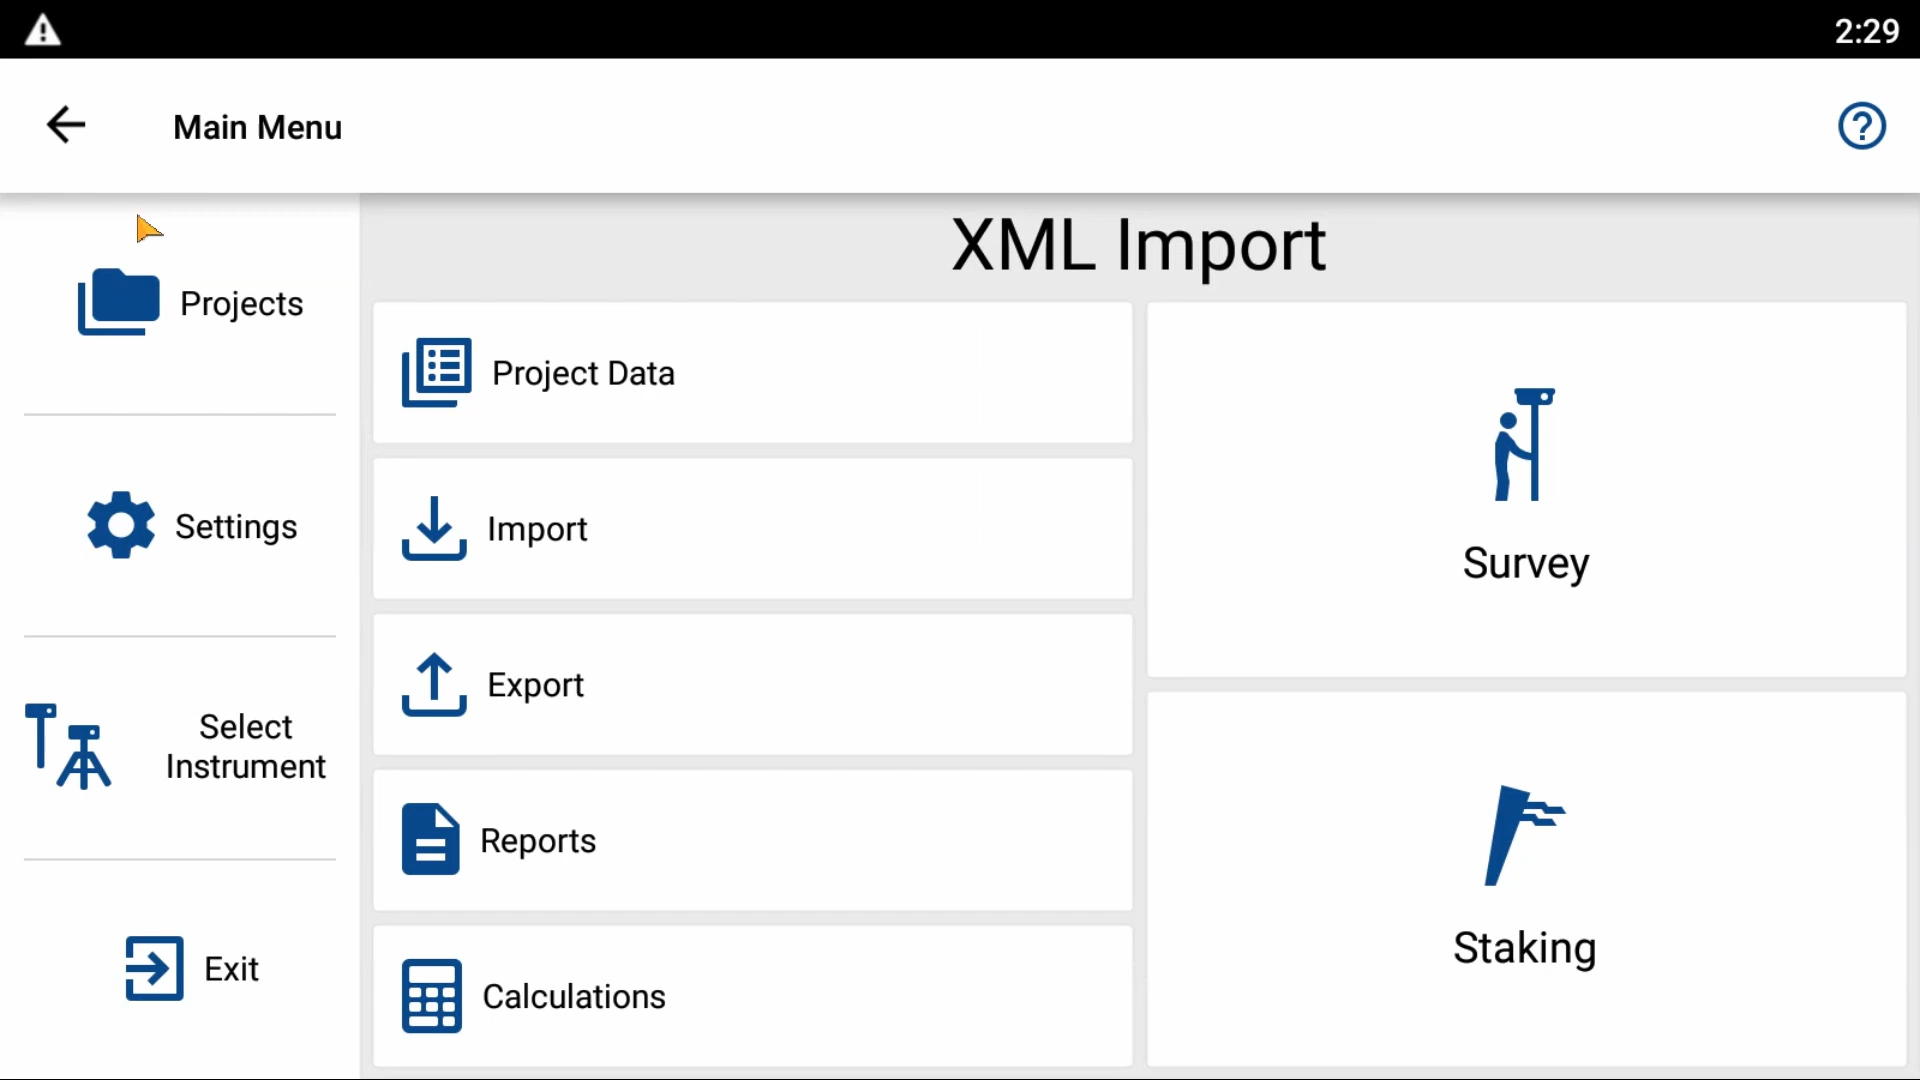 2:29
Main Menu
XML Import
Projects
Settings
Select
Instrument
Exit
Project Data
Import
Export
Reports
Calculations
Survey
Staking